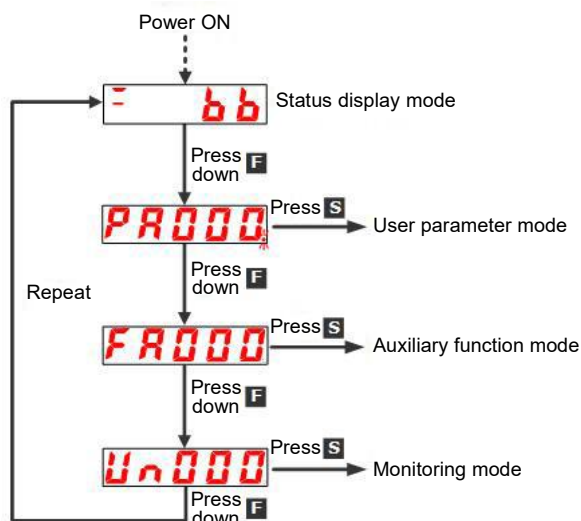 Power ON
bb
Status display mode
Press
down F
PA000
Press S
User parameter mode
Press
down F
Repeat
FA000
Press S
Auxiliary function mode
Press
down F
Un000
Press S
Monitoring mode
Press
down F